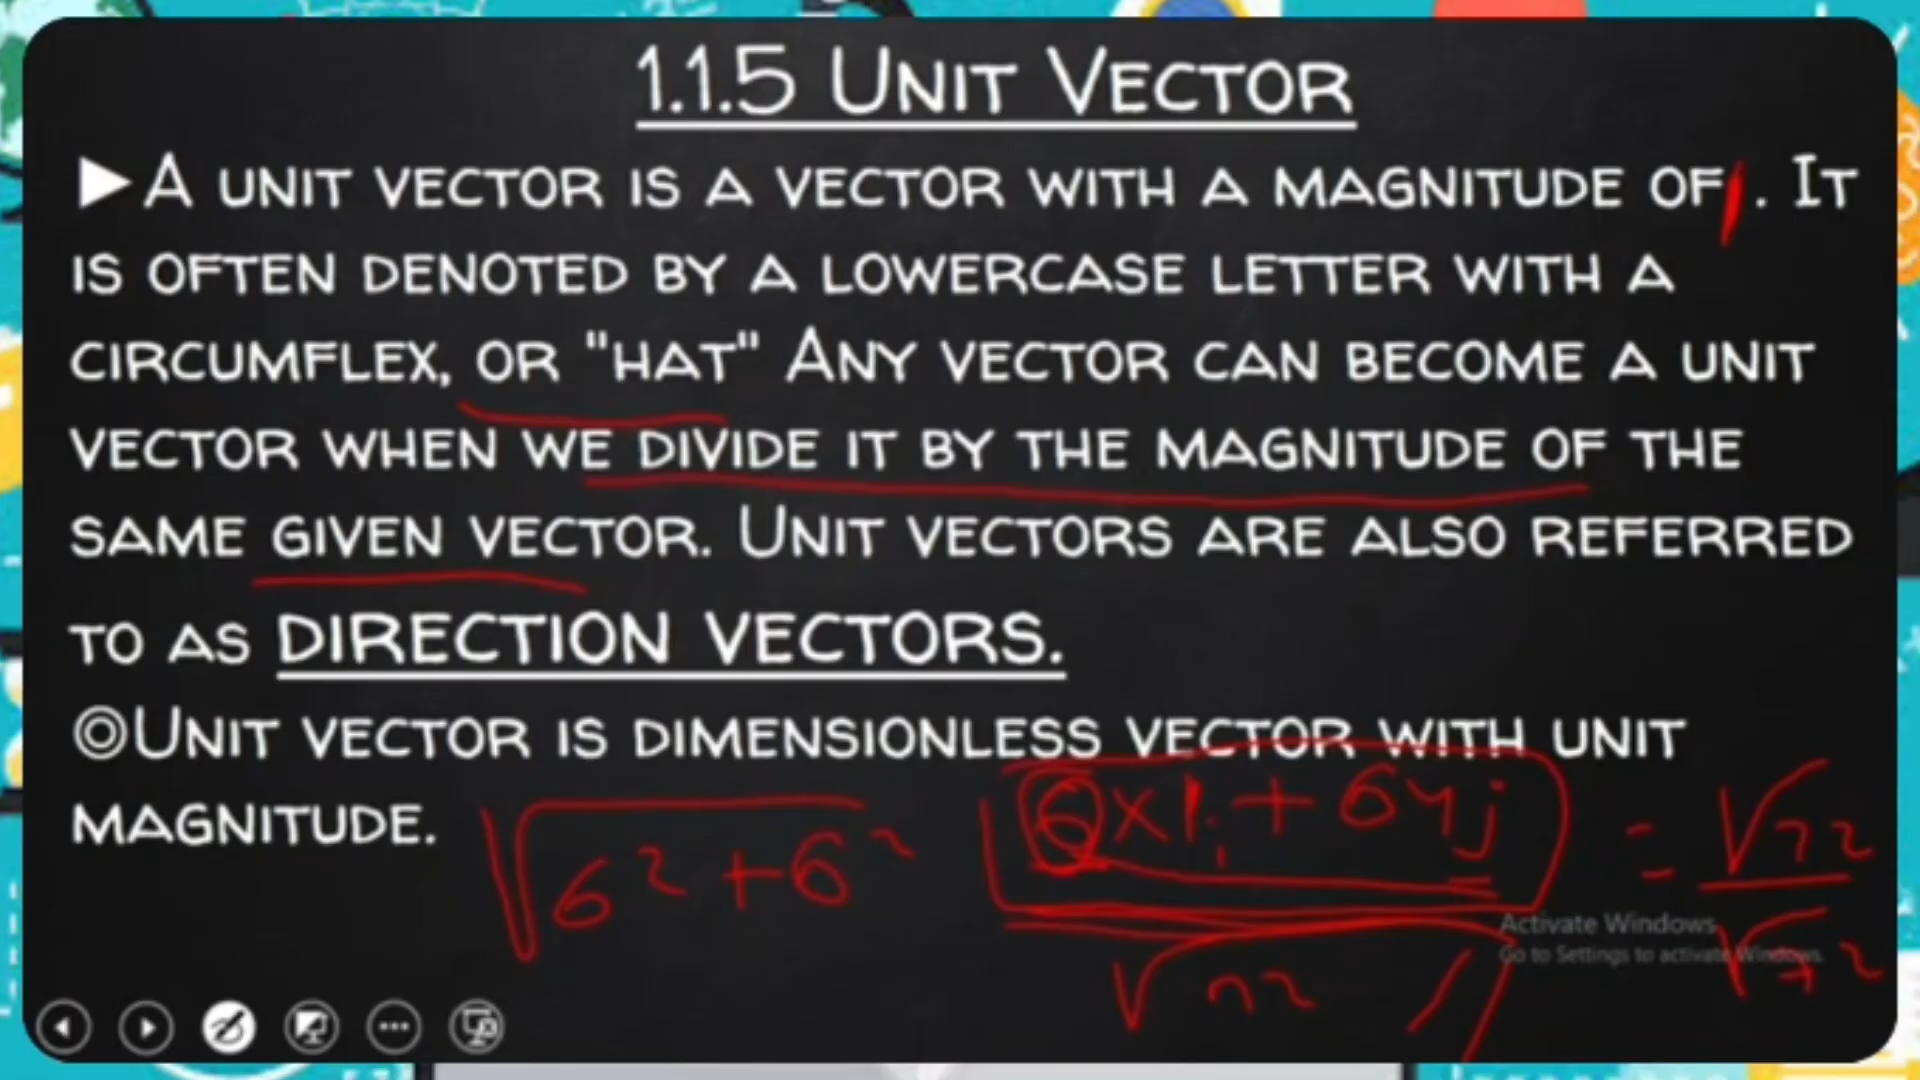 1.1.5 UNIT VECTOR
▶A UNIT VECTOR IS A VECTOR WITH A MAGNITUDE OF 1. IT
IS OFTEN DENOTED BY A LOWERCASE LETTER WITH A
CIRCUMFLEX, OR "HAT" ANY VECTOR CAN BECOME A UNIT
VECTOR WHEN WE DIVIDE IT BY THE MAGNITUDE OF THE
SAME GIVEN VECTOR. UNIT VECTORS ARE ALSO REFERRED
TO AS DIRECTION VECTORS.
◎UNIT VECTOR IS DIMENSIONLESS VECTOR WITH UNIT
MAGNITUDE.
√6²+6²
6xi + 6yj
√72
= √72
√72
Activate Windows
Go to Settings to activate Windows.